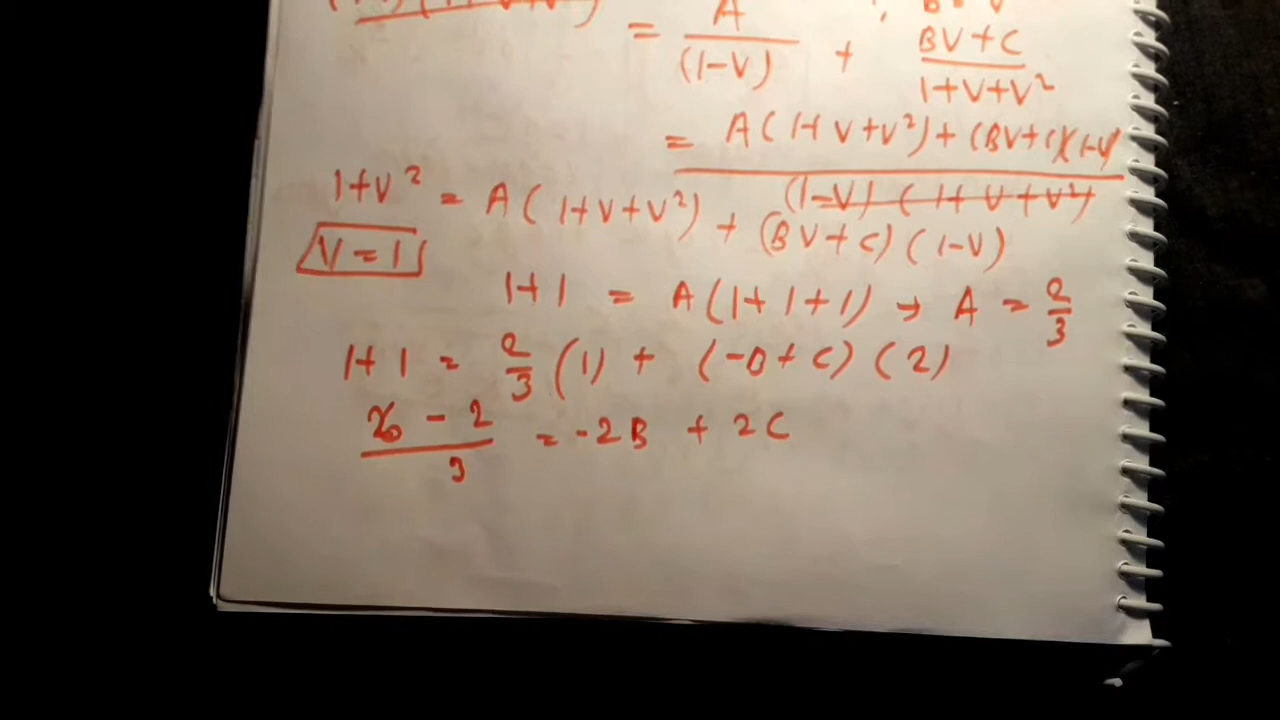 = A/(1-V) + BV+C/1+V+V²
= A(1+V+V²)+(BV+C)(1-V)/(1-V)(1+V+V²)
1+V² = A(1+V+V²) + (BV+C)(1-V)
V=1
1+1 = A(1+1+1) → A = 2/3
1+1 = 2/3 (1) + (-B+C)(2)
- 2/3 = -2B + 2C